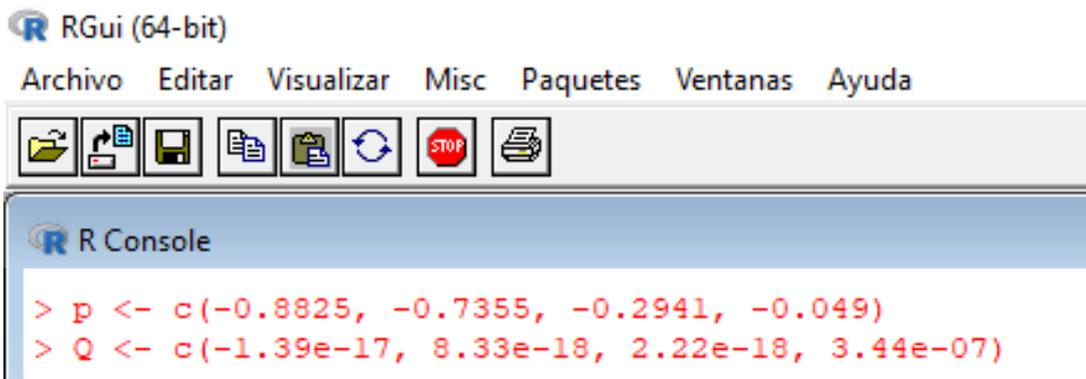 RGui (64-bit)
Archivo Editar Visualizar Misc Paquetes Ventanas Ayuda
STOP
R Console
> p <- c(-0.8825, -0.7355, -0.2941, -0.049)
> Q <- c(-1.39e-17, 8.33e-18, 2.22e-18, 3.44e-07)